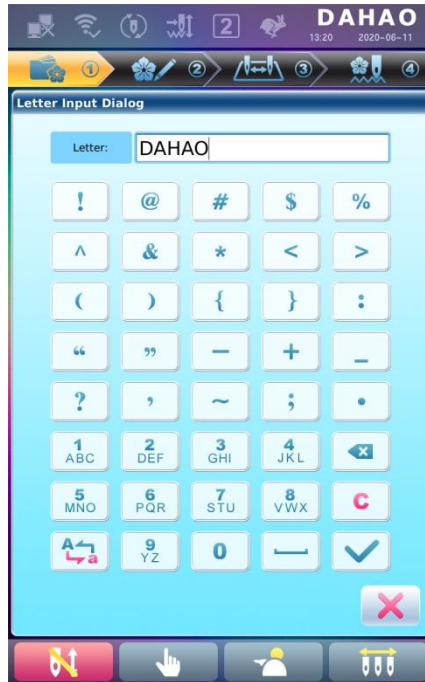 2 DAHAO
13:20 2020-06-11
1 2 3 4
Letter Input Dialog
Letter: DAHAO
! @ # $ %
^ & * < >
( ) { } :
“ ” − + _
? , ~ ; •
1 2 3 4
ABC DEF GHI JKL
5 6 7 8 C
MNO PQR STU VWX
A a 9 0
YZ